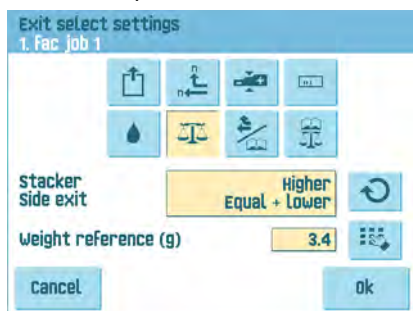 Exit select settings
1. Fac job 1
n
n
Stacker Higher
Side exit Equal + lower
Weight reference (g) 3.4
Cancel Ok